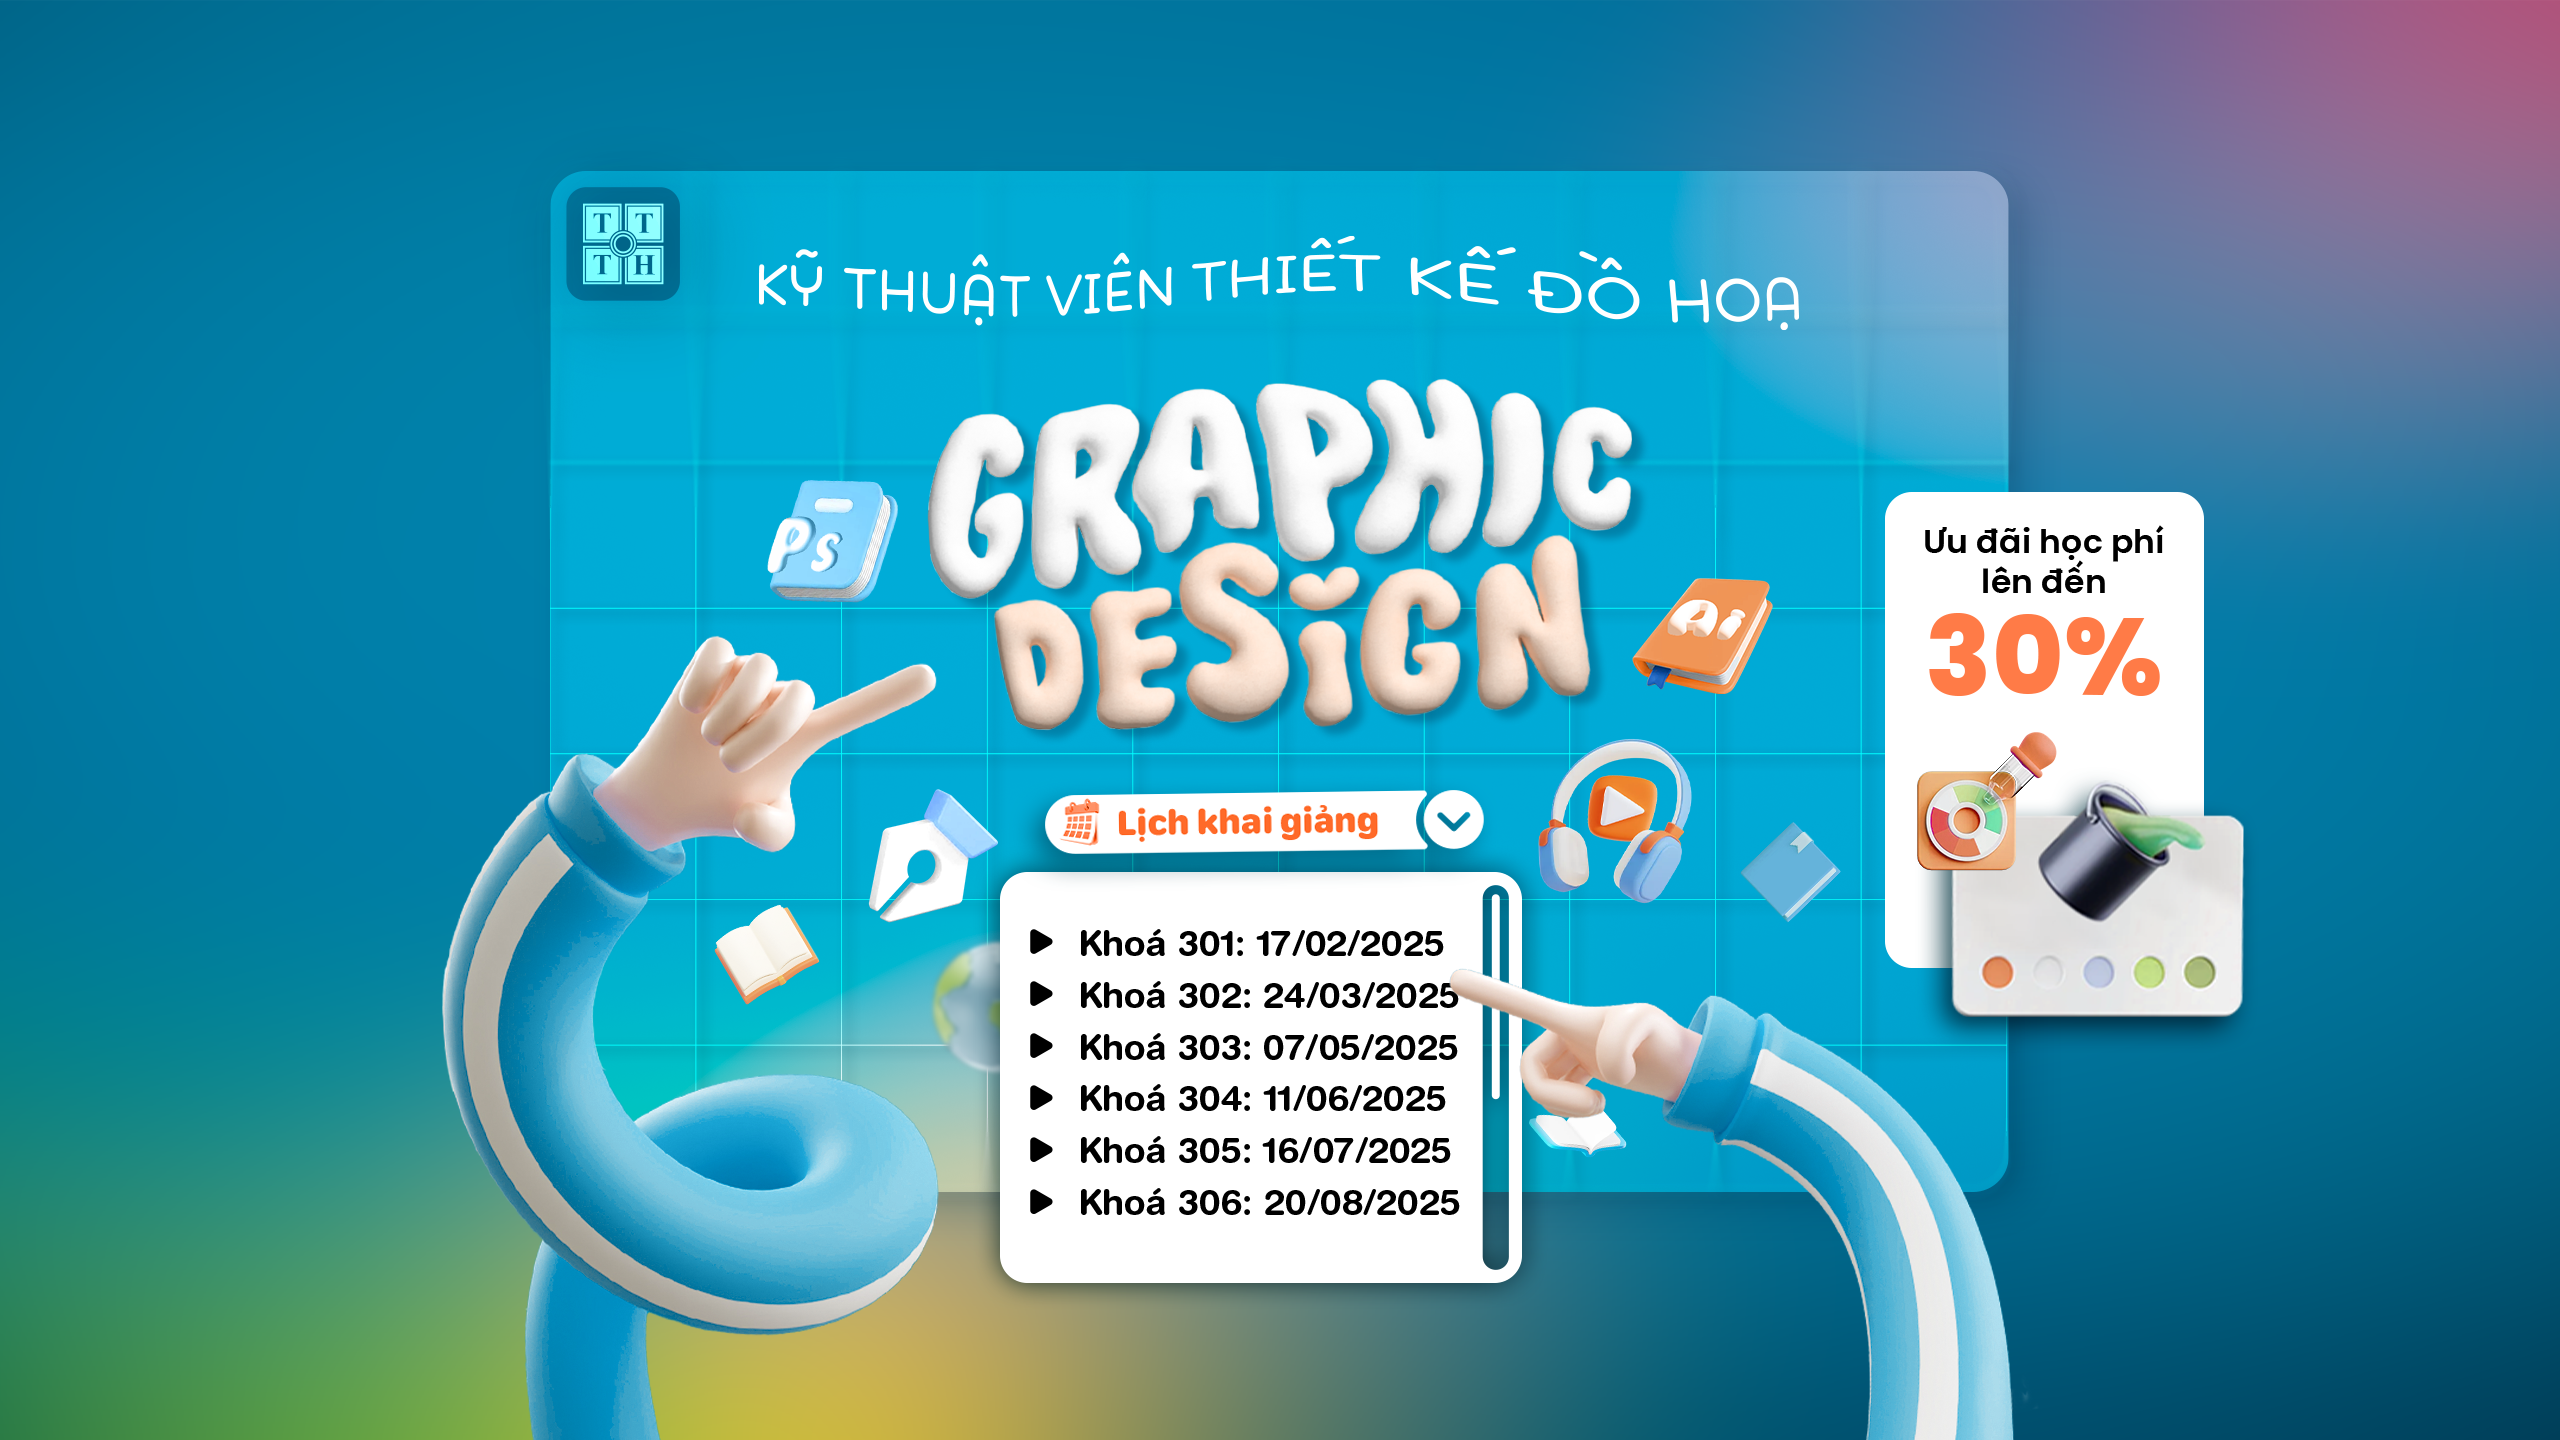 T T
T H
KỸ THUẬT VIÊN THIẾT KẾ ĐỒ HOẠ
GRAPHIC
DESIGN
Ps
Ai
Ưu đãi học phí
lên đến
30%
Lịch khai giảng
Khoá 301: 17/02/2025
Khoá 302: 24/03/2025
Khoá 303: 07/05/2025
Khoá 304: 11/06/2025
Khoá 305: 16/07/2025
Khoá 306: 20/08/2025